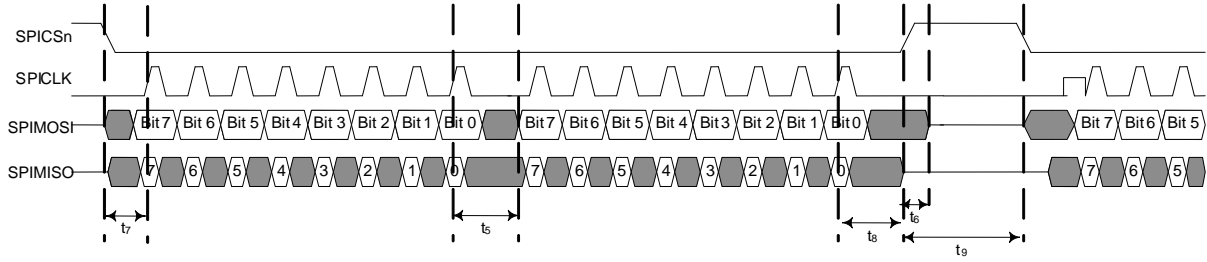 SPICSn
SPICLK
SPIMOSI Bit 7 Bit 6 Bit 5 Bit 4 Bit 3 Bit 2 Bit 1 Bit 0 Bit 7 Bit 6 Bit 5 Bit 4 Bit 3 Bit 2 Bit 1 Bit 0 Bit 7 Bit 6 Bit 5
SPIMISO 7 6 5 4 3 2 1 0 7 6 5 4 3 2 1 0 7 6 5
t7 t5 t8 t6 t9